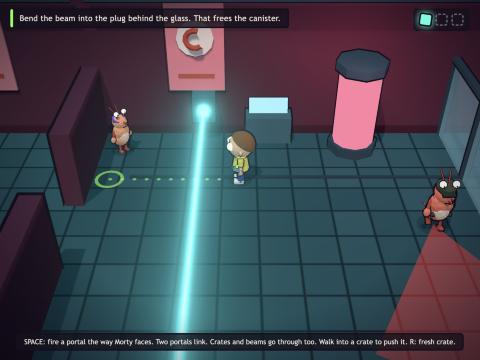 Bend the beam into the plug behind the glass. That frees the canister.
SPACE: fire a portal the way Morty faces. Two portals link. Crates and beams go through too. Walk into a crate to push it. R: fresh crate.